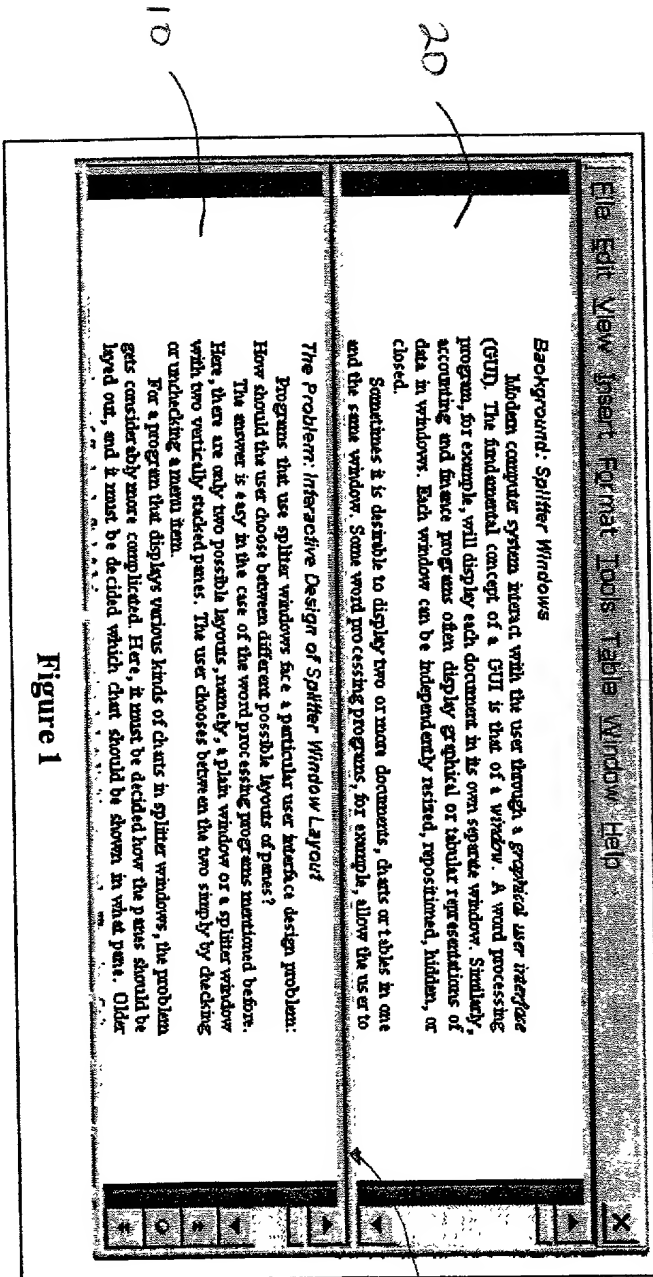 File Edit View Insert Format Tools Table Window Help
X
20
Background: Splitter Windows
Modern computer system interact with the user through a graphical user interface
(GUI). The fundamental concept of a GUI is that of a window. A word processing
program, for example, will display each document in its own separate window. Similarly,
accounting and finance programs often display graphical or tabular representations of
data in windows. Each window can be independently resized, repositioned, hidden, or
closed.
Sometimes it is desirable to display two or more documents, charts or tables in one
and the same window. Some word processing programs, for example, allow the user to
10
The Problem: Interactive Design of Splitter Window Layout
Programs that use splitter windows face a particular user interface design problem:
How should the user choose between different possible layouts of panes?
The answer is easy in the case of the word processing programs mentioned before.
Here, there are only two possible layouts, namely, a plain window or a splitter window
with two vertically stacked panes. The user chooses between the two simply by checking
or unchecking a menu item.
For a program that displays various kinds of charts in splitter windows, the problem
gets considerably more complicated. Here, it must be decided how the panes should be
layed out, and it must be decided which chart should be shown in what pane. Older
Figure 1